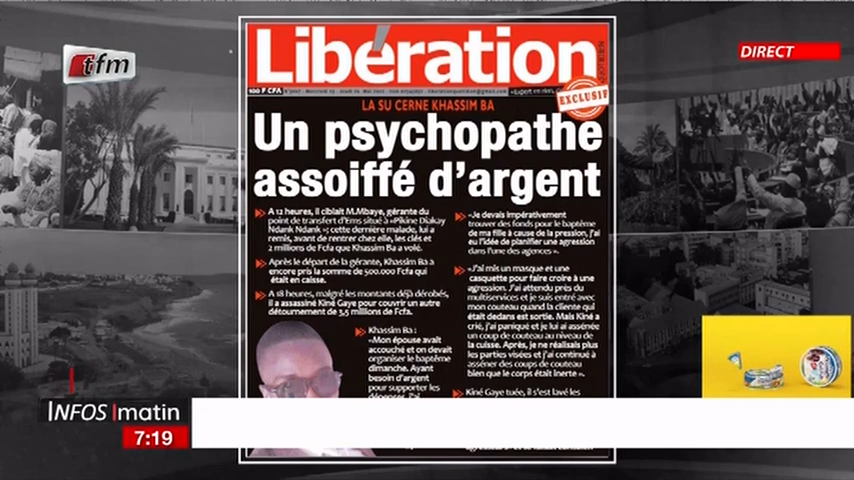 tfm
DIRECT
Libération
QUOTIDIEN
100 F CFA
EXCLUSIF
LA SU CERNE KHASSIM BA
Un psychopathe
assoiffé d'argent
A 12 heures, il ciblait M.Mbaye, gérante du
point de transfert d'Ems situé à «Pikine Diakay
Ndank Ndank» ; cette dernière malade, lui a
remis, avant de rentrer chez elle, les clés et
2 millions de Fcfa que Khassim Ba a volé.
Après le départ de la gérante, Khassim Ba a
encore pris la somme de 500.000 Fcfa qui
était en caisse.
A 18 heures, malgré les montants déjà dérobés,
il a assassiné Kiné Gaye pour couvrir un autre
détournement de 3,5 millions de Fcfa.
Khassim Ba :
«Mon épouse avait
accouché et on devait
organiser le baptême
dimanche. Ayant
besoin d'argent
pour supporter les
dépenses, j'ai
«Je devais impérativement
trouver des fonds pour le baptême
de ma fille à cause de la pression, j'ai
eu l'idée de planifier une agression
dans l'une des agences».
«J'ai mis un masque et une
casquette pour faire croire à une
agression. J'ai attendu près du
multiservices et je suis entré avec
mon couteau quand la cliente qui
était dedans est sortie. Mais Kiné a
crié, j'ai paniqué et je lui ai assénée
un coup de couteau au niveau de
la cuisse. Après, je ne réalisais plus
les parties visées et j'ai continué à
assener des coups de couteau
bien que le corps était inerte».
Kiné Gaye tuée, il s'est lavé les
INFOS matin
7:19